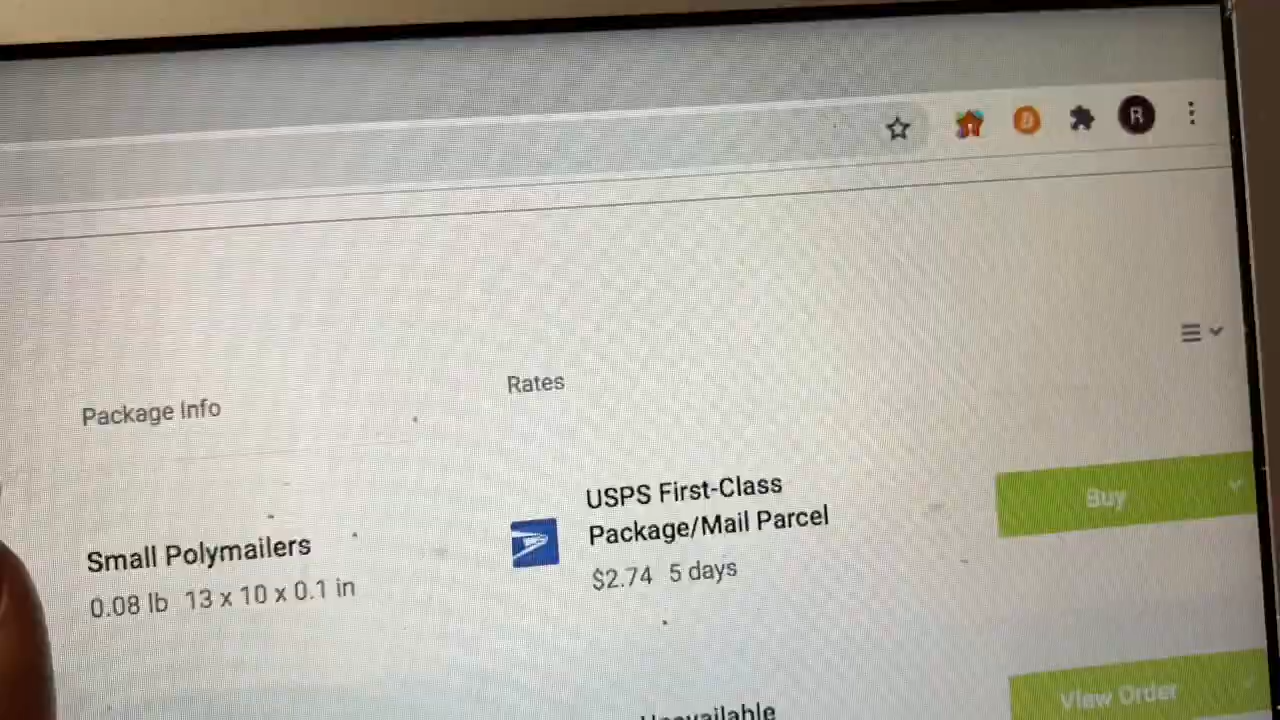 R
Package Info
Rates
Small Polymailers
0.08 lb 13 x 10 x 0.1 in
USPS First-Class
Package/Mail Parcel
$2.74 5 days
Buy
Unavailable
View Order